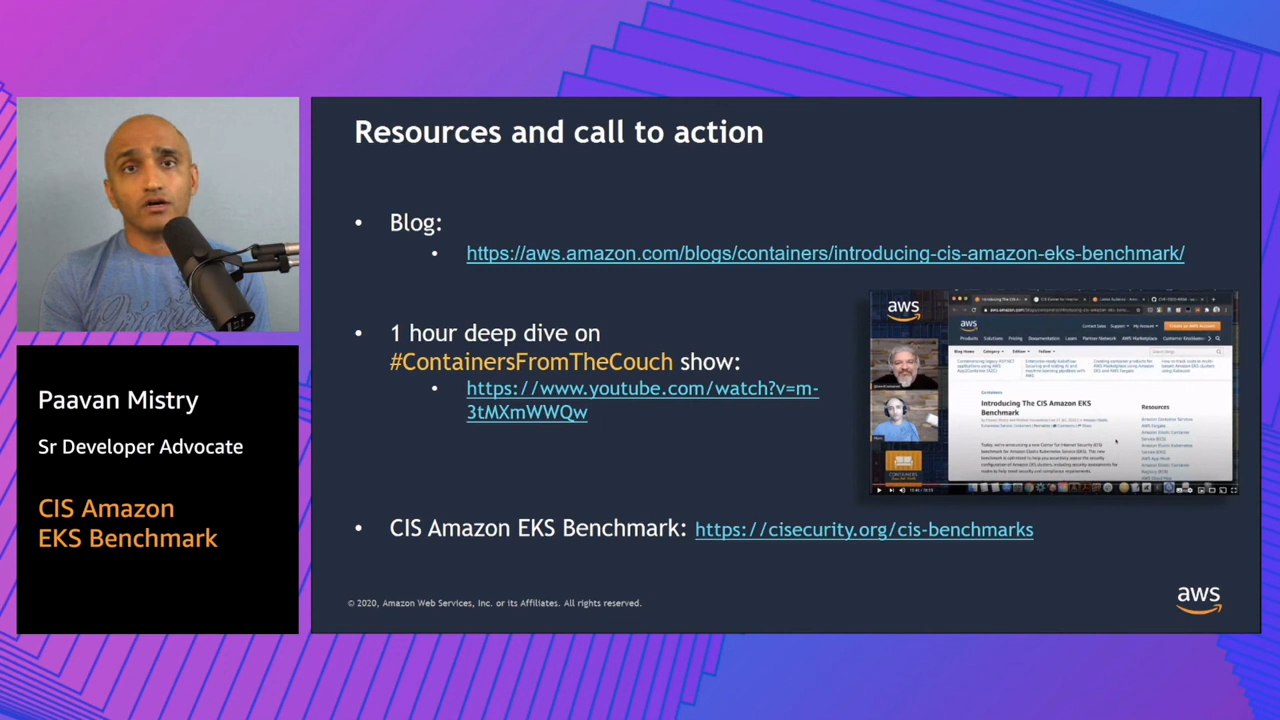 Resources and call to action
• Blog:
• https://aws.amazon.com/blogs/containers/introducing-cis-amazon-eks-benchmark/
• 1 hour deep dive on
#ContainersFromTheCouch show:
• https://www.youtube.com/watch?v=m-
3tMXmWWQw
aws
aws
Introducing The CIS Amazon EKS
Benchmark
Resources
• CIS Amazon EKS Benchmark: https://cisecurity.org/cis-benchmarks
© 2020, Amazon Web Services, Inc. or its Affiliates. All rights reserved.
aws
Paavan Mistry
Sr Developer Advocate
CIS Amazon
EKS Benchmark